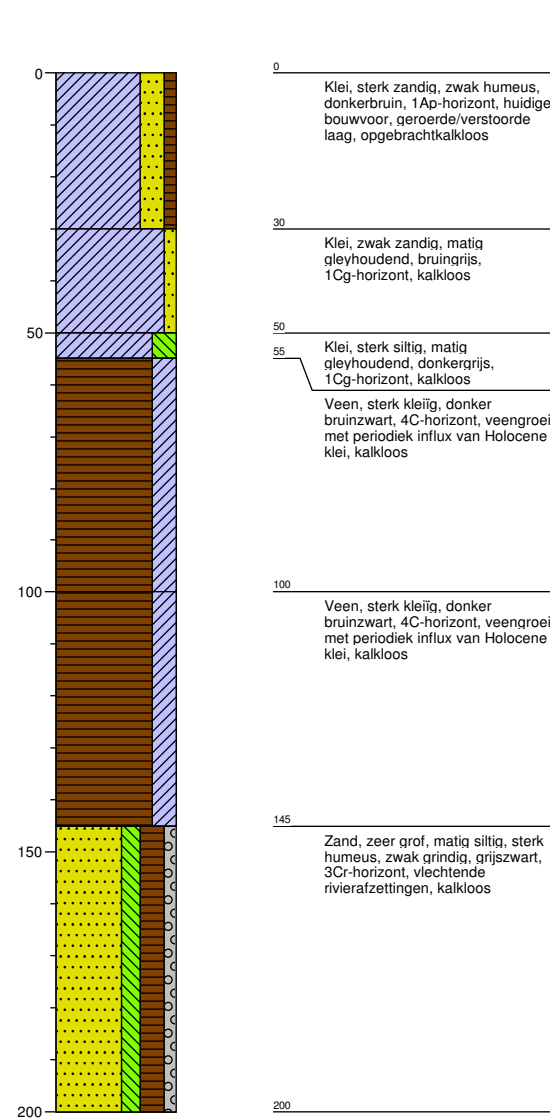 0
0
Klei, sterk zandig, zwak humeus,
donkerbruin, 1Ap-horizont, huidige
bouwvoor, geroerde/verstoorde
laag, opgebrachtkalkloos
30
Klei, zwak zandig, matig
gleyhoudend, bruingrijs,
1Cg-horizont, kalkloos
50
50
Klei, sterk siltig, matig
gleyhoudend, donkergrijs,
1Cg-horizont, kalkloos
55
Veen, sterk kleiïg, donker
bruinzwart, 4C-horizont, veengroei
met periodiek influx van Holocene
klei, kalkloos
100
100
Veen, sterk kleiïg, donker
bruinzwart, 4C-horizont, veengroei
met periodiek influx van Holocene
klei, kalkloos
145
Zand, zeer grof, matig siltig, sterk
humeus, zwak grindig, grijszwart,
3Cr-horizont, vlechtende
rivierafzettingen, kalkloos
150
200
200